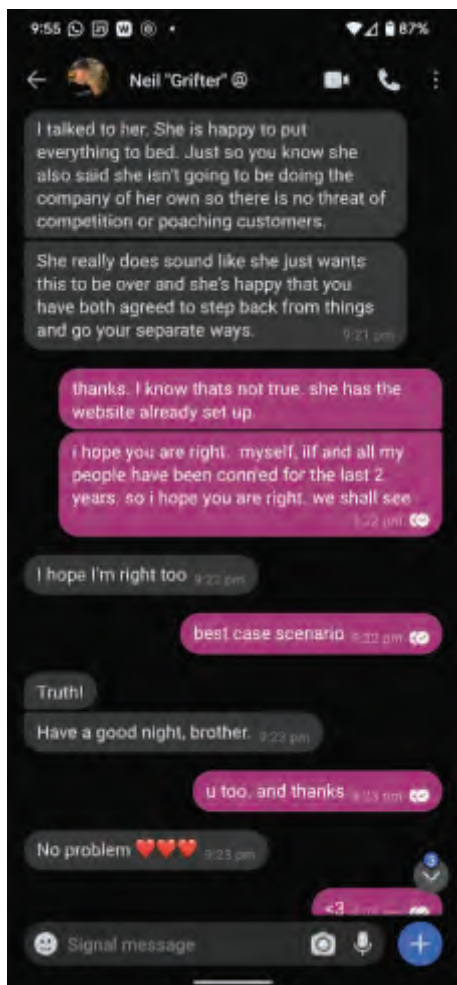 9:55
87%
Neil "Grifter"
I talked to her. She is happy to put
everything to bed. Just so you know she
also said she isn't going to be doing the
company of her own so there is no threat of
competition or poaching customers.
She really does sound like she just wants
this to be over and she's happy that you
have both agreed to step back from things
and go your separate ways.
9:21 pm
thanks. I know thats not true. she has the
website already set up.
i hope you are right. myself, ilf and all my
people have been conn'ed for the last 2
years. so i hope you are right. we shall see
9:22 pm
I hope I'm right too 9:22 pm
best case scenario 9:22 pm
Truth!
Have a good night, brother. 9:23 pm
u too. and thanks 9:23 pm
No problem ❤️❤️❤️ 9:23 pm
3
<3
Signal message